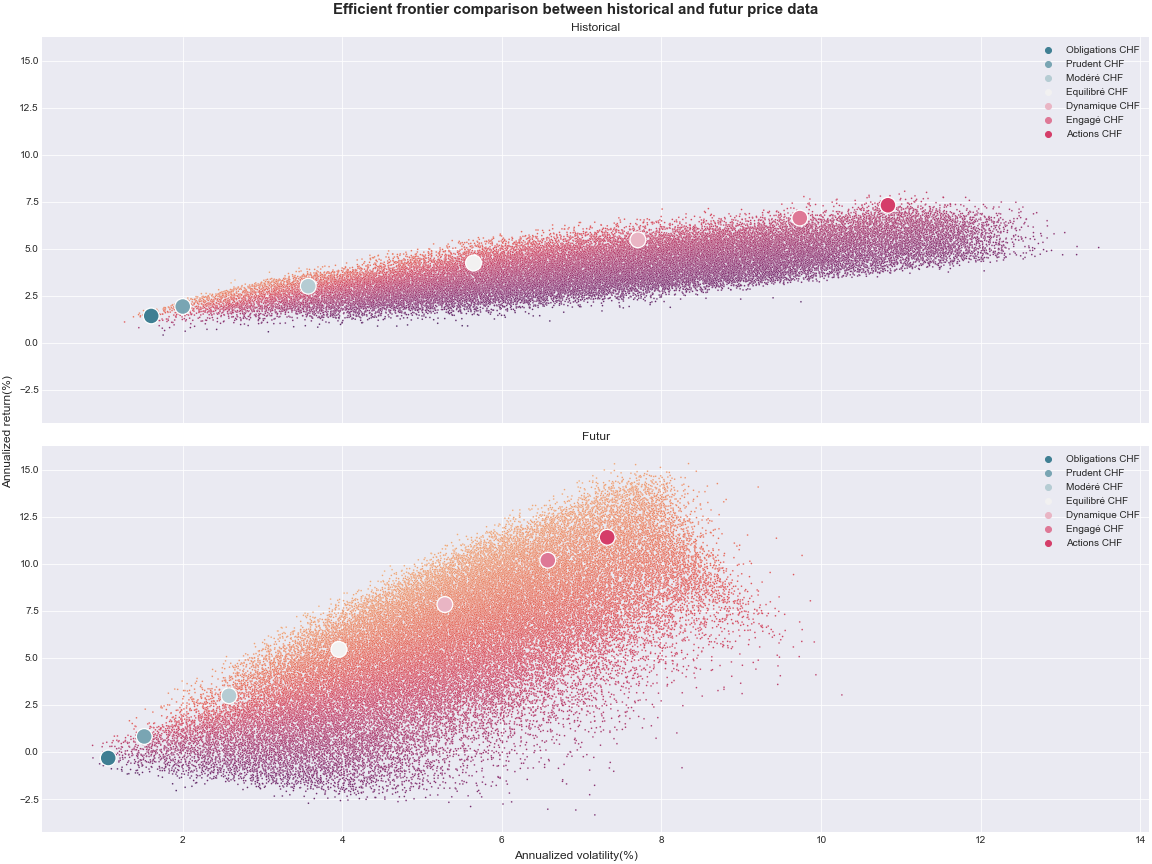 Efficient frontier comparison between historical and futur price data
Historical
15.0
12.5
10.0
7.5
5.0
2.5
0.0
−2.5
Obligations CHF
Prudent CHF
Modéré CHF
Equilibré CHF
Dynamique CHF
Engagé CHF
Actions CHF
Annualized return(%)
Futur
15.0
12.5
10.0
7.5
5.0
2.5
0.0
−2.5
Obligations CHF
Prudent CHF
Modéré CHF
Equilibré CHF
Dynamique CHF
Engagé CHF
Actions CHF
2 4 6 8 10 12 14
Annualized volatility(%)